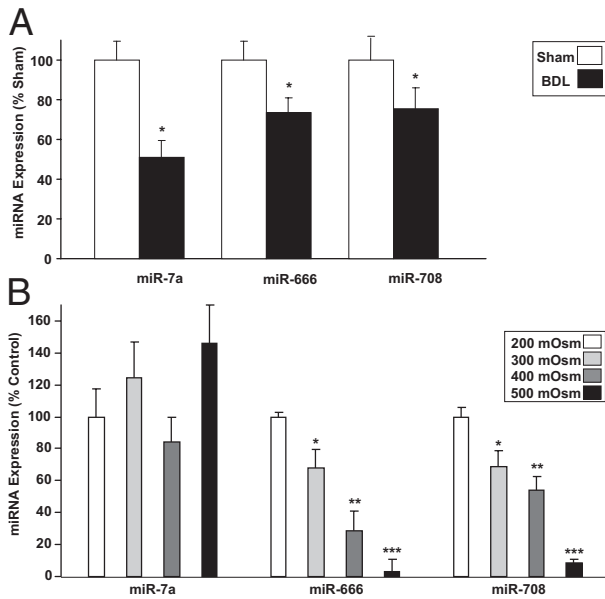 A
miRNA Expression (% Sham)
100
80
60
40
20
0
*
*
*
Sham
BDL
miR-7a
miR-666
miR-708
B
miRNA Expression (% Control)
160
140
120
100
80
60
40
20
0
*
**
***
*
**
***
200 mOsm
300 mOsm
400 mOsm
500 mOsm
miR-7a
miR-666
miR-708